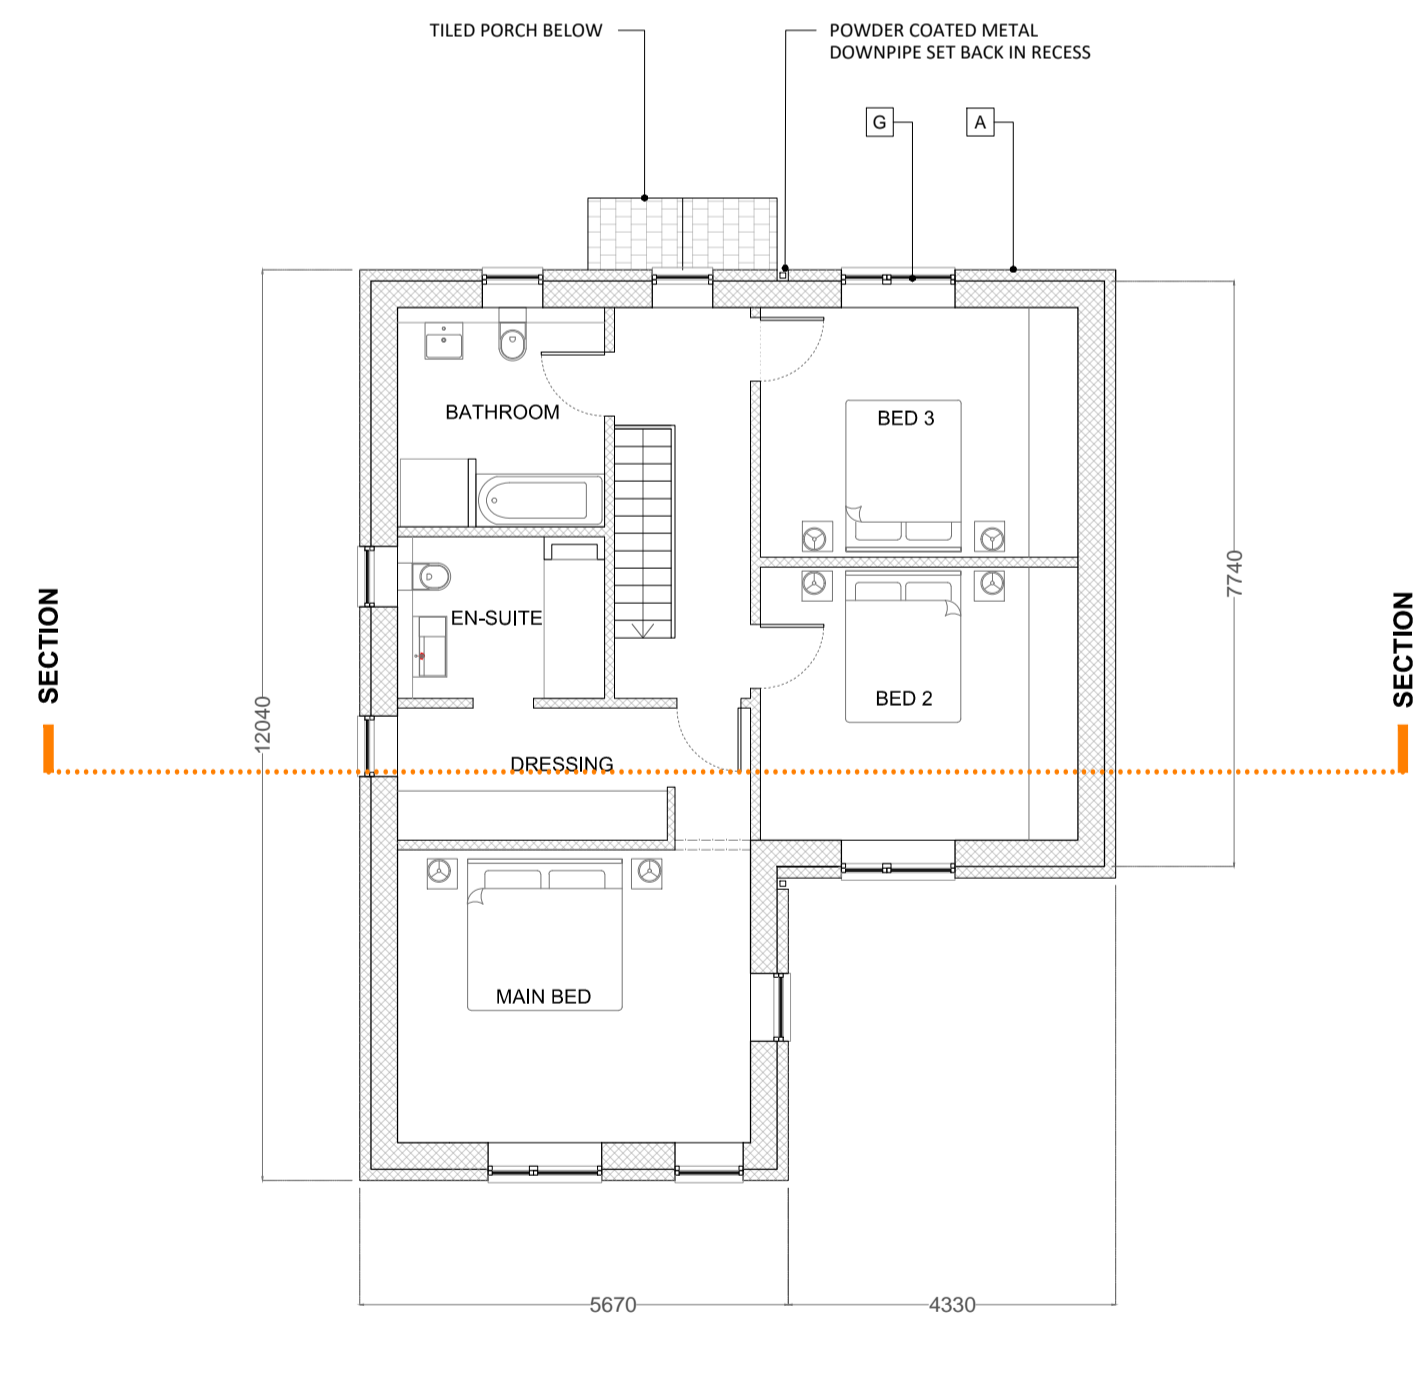 TILED PORCH BELOW
POWDER COATED METAL
DOWNPIPE SET BACK IN RECESS
G
A
BATHROOM
BED 3
EN-SUITE
BED 2
DRESSING
MAIN BED
SECTION
SECTION
12040
7740
5670
4330